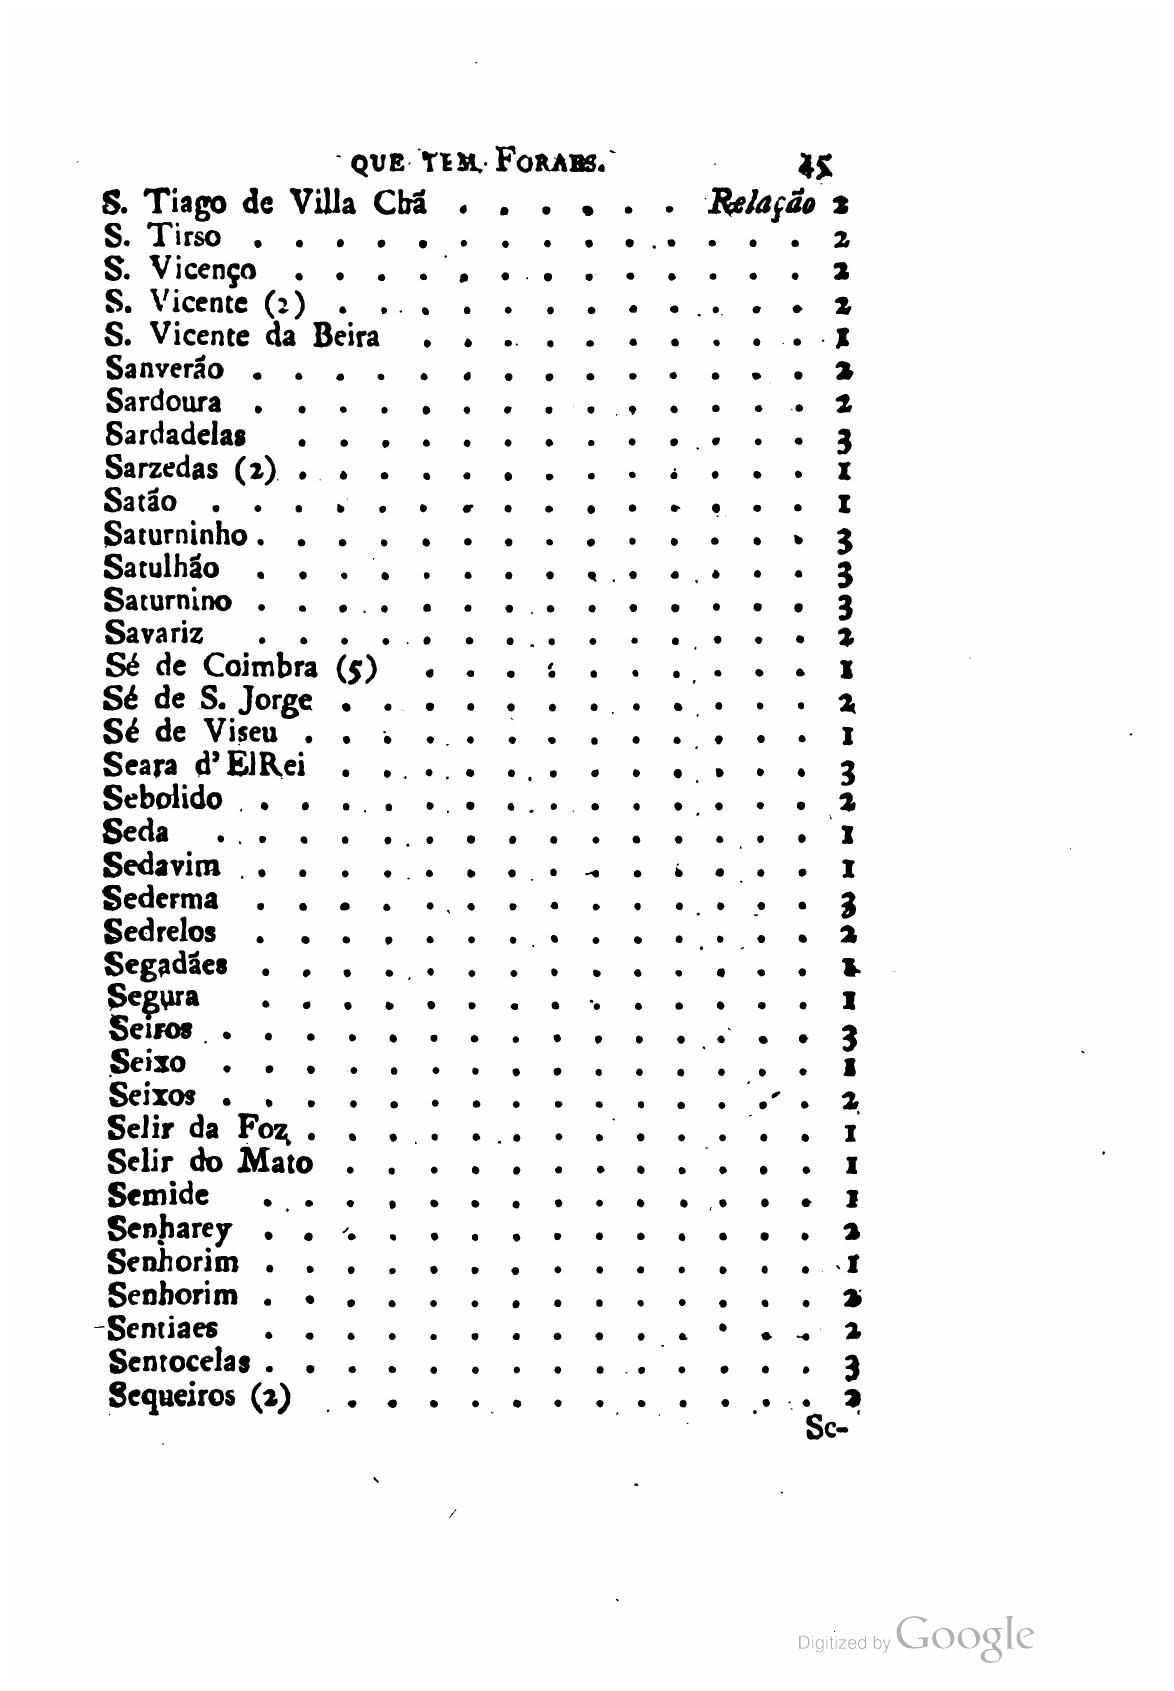 QUE TEM FORAES. 45
S. Tiago de Villa Chã . . . . . . Relação 2
S. Tirso . . . . . . . . . . . . . . 2
S. Vicenço . . . . . . . . . . . . . 2
S. Vicente (2) . . . . . . . . . . . . 2
S. Vicente da Beira . . . . . . . . . . 1
Sanverão . . . . . . . . . . . . . . 2
Sardoura . . . . . . . . . . . . . . 2
Sardadelas . . . . . . . . . . . . . 3
Sarzedas (2) . . . . . . . . . . . . . 1
Satão . . . . . . . . . . . . . . . 1
Saturninho . . . . . . . . . . . . . . 3
Satulhão . . . . . . . . . . . . . . 3
Saturnino . . . . . . . . . . . . . . 3
Savariz . . . . . . . . . . . . . . 2
Sé de Coimbra (5) . . . . . . . . . . 1
Sé de S. Jorge . . . . . . . . . . . . 2
Sé de Viseu . . . . . . . . . . . . . 1
Seara d'ElRei . . . . . . . . . . . . 3
Sebolido . . . . . . . . . . . . . . 2
Seda . . . . . . . . . . . . . . . 1
Sedavim . . . . . . . . . . . . . . 1
Sederma . . . . . . . . . . . . . . 3
Sedrelos . . . . . . . . . . . . . . 2
Segadães . . . . . . . . . . . . . . 1
Segura . . . . . . . . . . . . . . 1
Seiros . . . . . . . . . . . . . . . 3
Seixo . . . . . . . . . . . . . . . 1
Seixos . . . . . . . . . . . . . . . 2
Selir da Foz . . . . . . . . . . . . . 1
Selir do Mato . . . . . . . . . . . . 1
Semide . . . . . . . . . . . . . . 1
Senharey . . . . . . . . . . . . . . 2
Senhorim . . . . . . . . . . . . . . 1
Senhorim . . . . . . . . . . . . . . 2
Sentiaes . . . . . . . . . . . . . . 2
Sentocelas . . . . . . . . . . . . . . 3
Sequeiros (2) . . . . . . . . . . . . 2
Se-
Digitized by Google